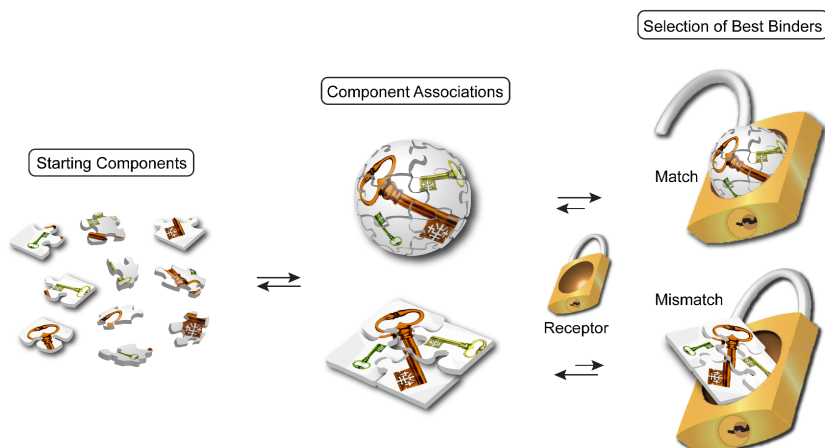 Selection of Best Binders
Component Associations
Starting Components
Match
Mismatch
Receptor